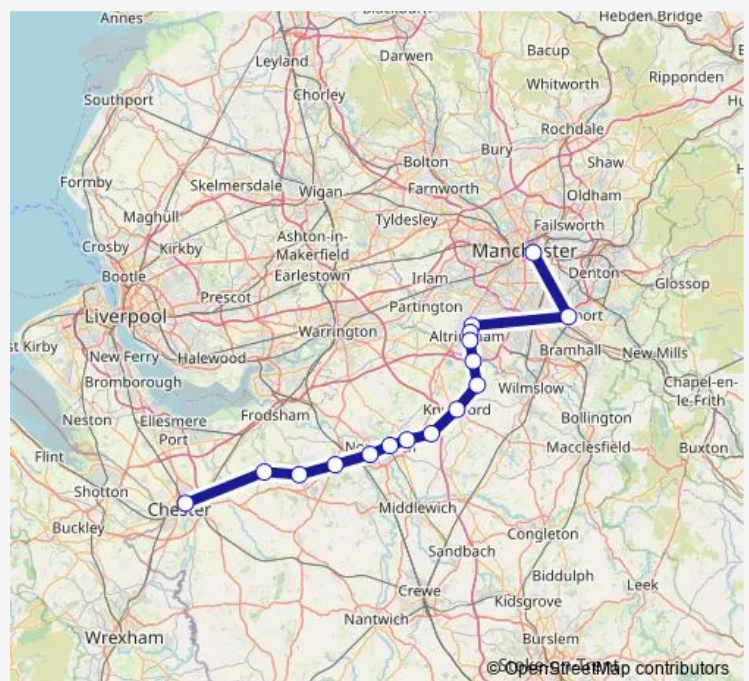 Annes
Hebden Bridge
Leyland
Darwen
Bacup
Ripponden
Whitworth
Chorley
Southport
Rochdale
Bury
Shaw
Bolton
Formby
Skelmersdale
Wigan
Farnworth
Oldham
Maghull
Tyldesley
Failsworth
Crosby
Kirkby
Ashton-in-
Makerfield
Manchester
Bootle
Earlestown
Irlam
Denton
Glossop
Prescot
Partington
Liverpool
Warrington
Altrincham
st Kirby
New Ferry
Halewood
Bramhall
New Mills
Bromborough
Wilmslow
Chapel-en-
le-Frith
Neston
Ellesmere
Port
Frodsham
Knutsford
Bollington
Flint
Macclesfield
Buxton
Shotton
Chester
Middlewich
Buckley
Congleton
Sandbach
Biddulph
Leek
Crewe
Kidsgrove
Nantwich
Wrexham
Burslem
© OpenStreetMap contributors